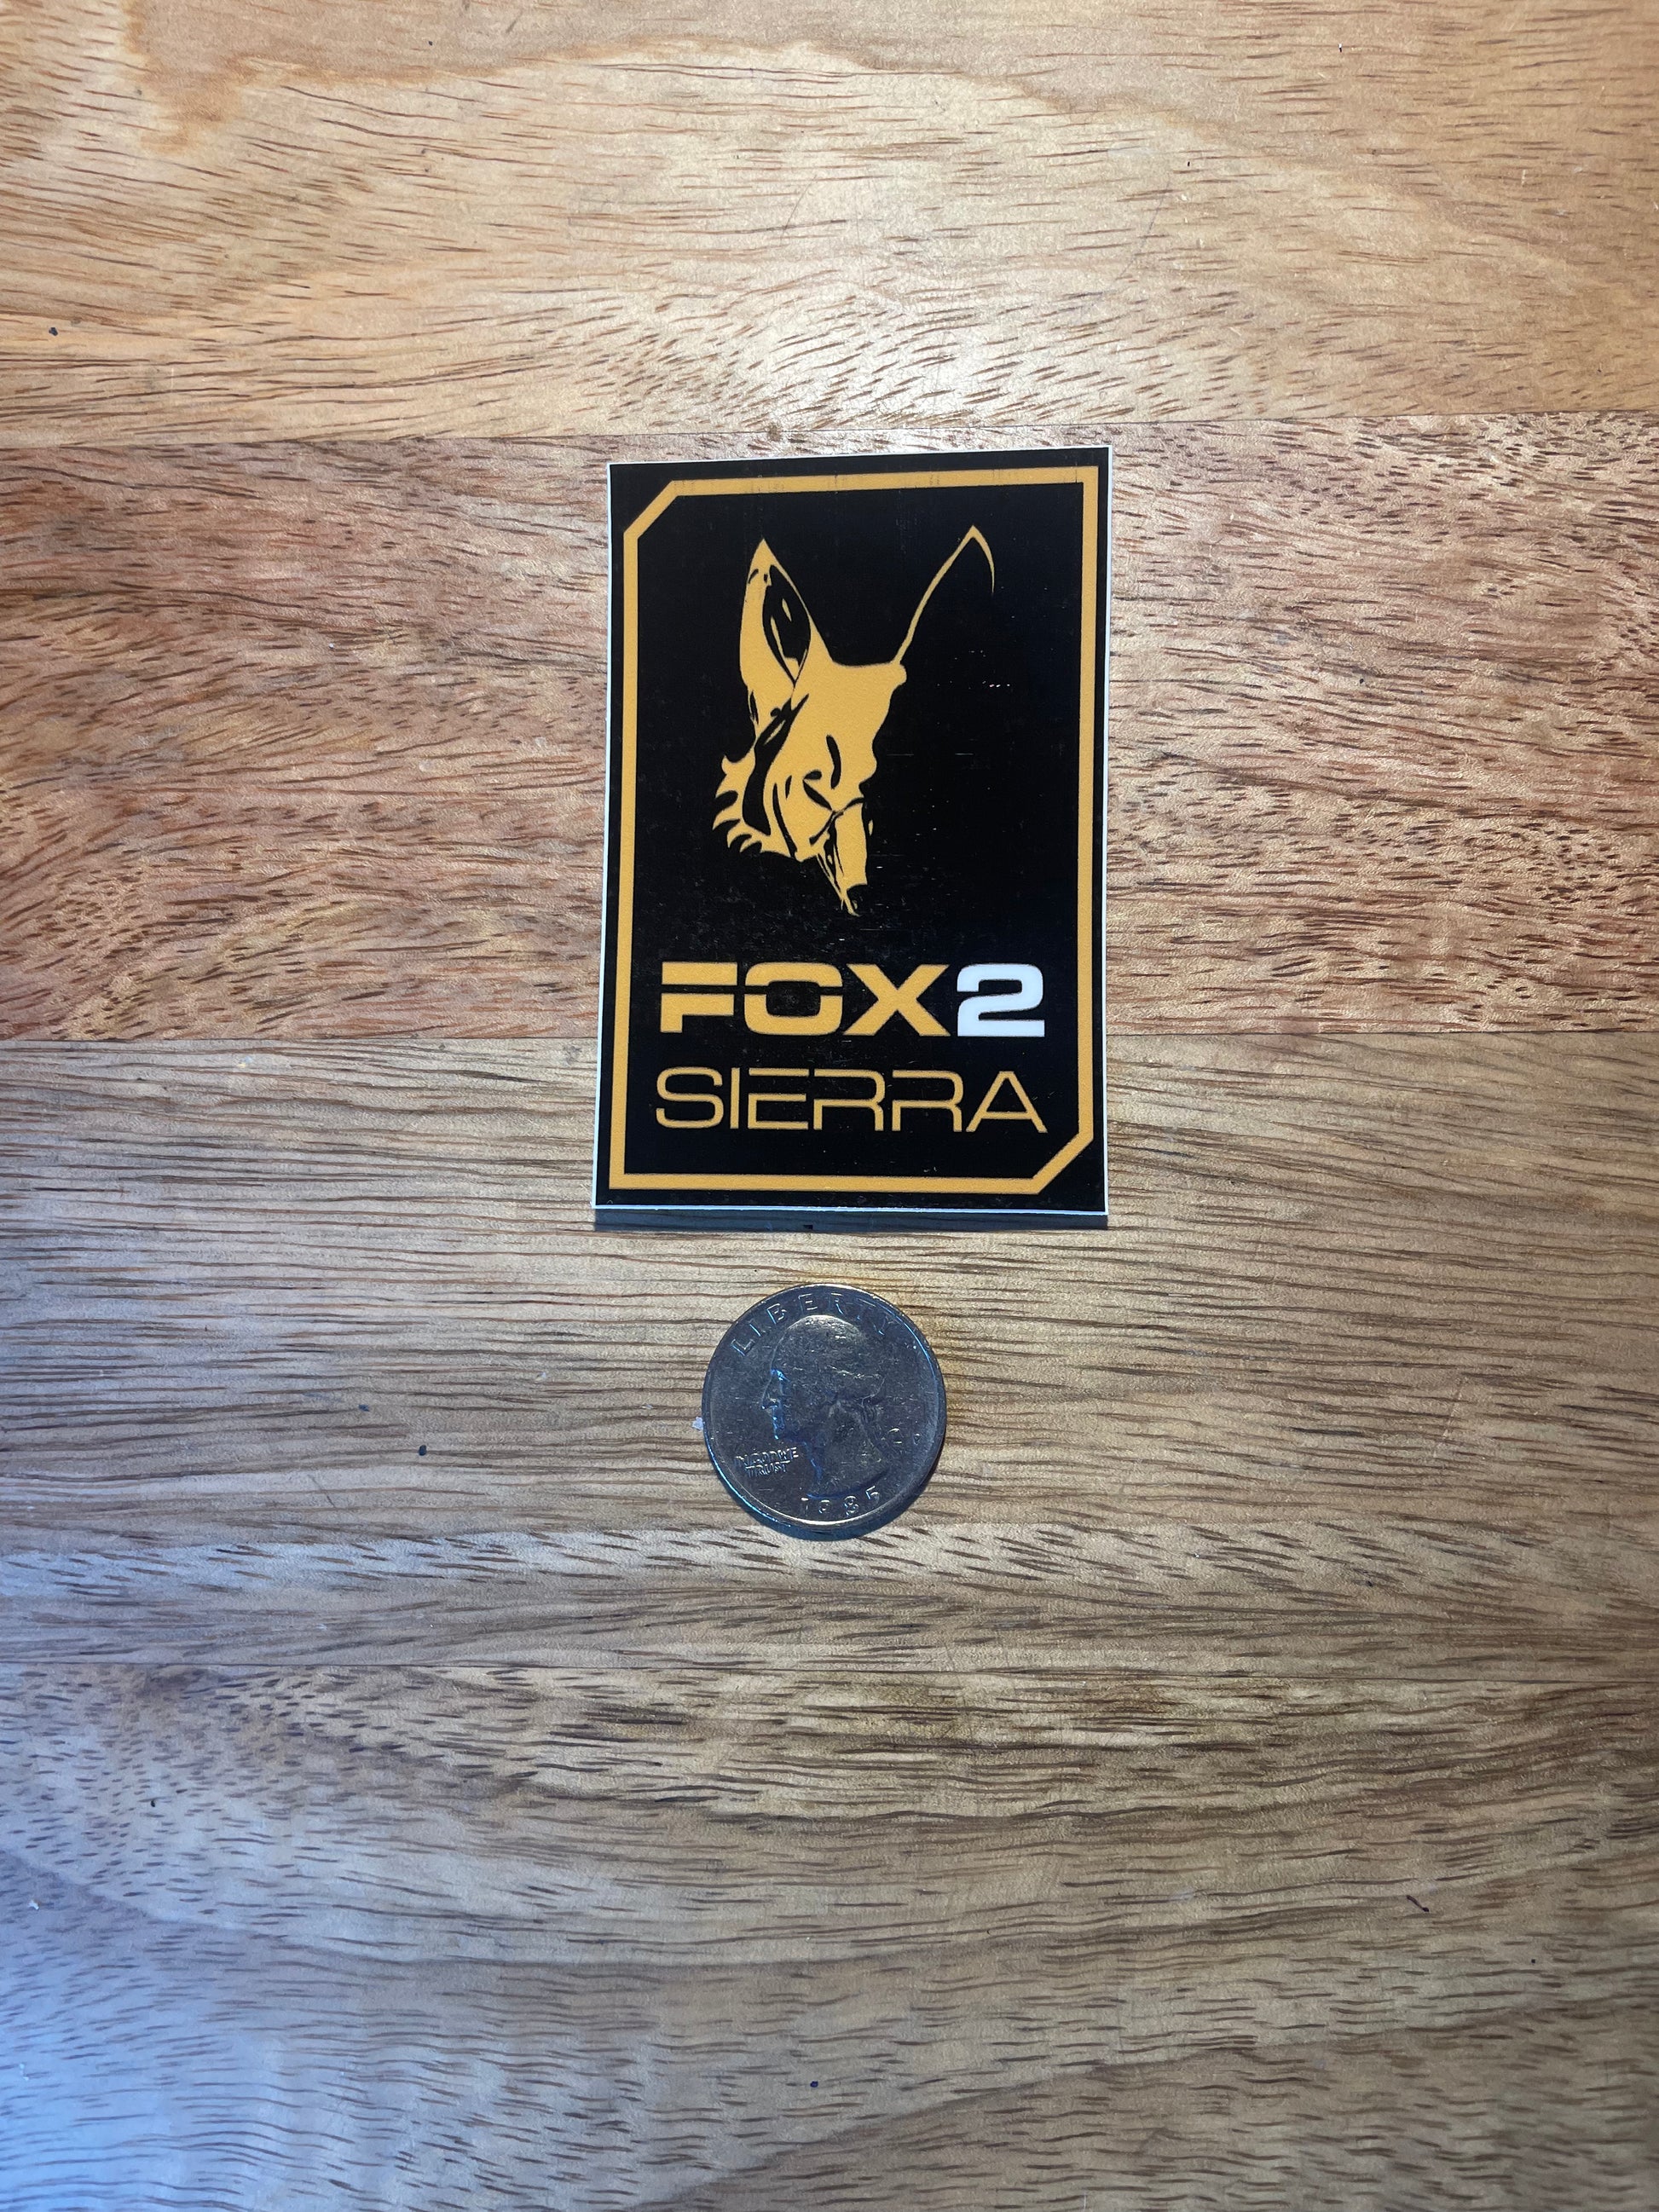 FOX2
SIERRA
LIBERTY
IN GOD WE
TRUST
1985